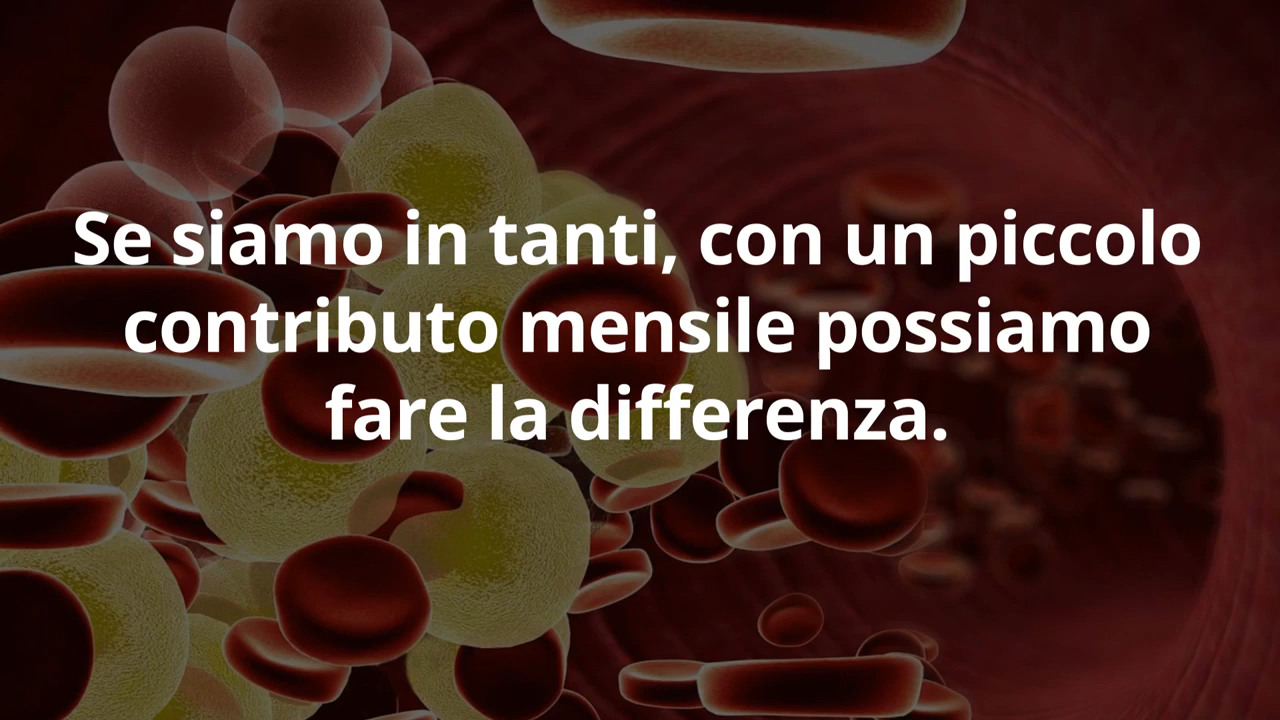 Se siamo in tanti, con un piccolo
contributo mensile possiamo
fare la differenza.